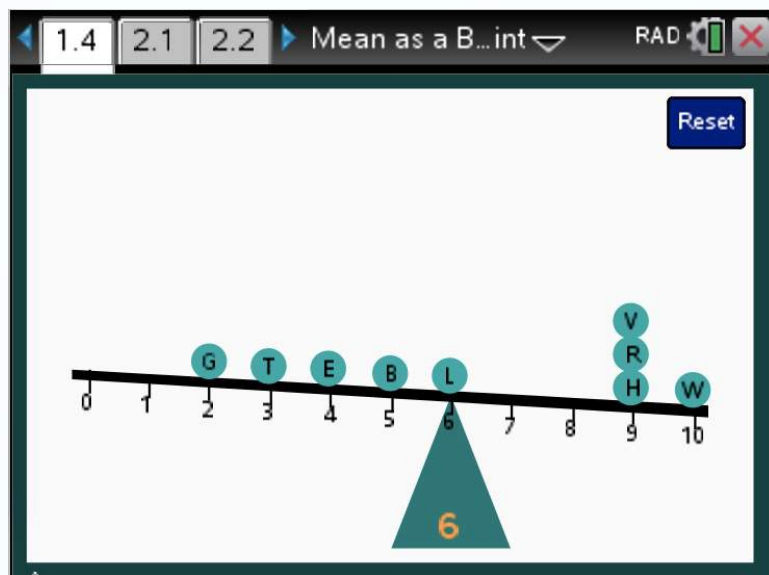 1.4 2.1 2.2 Mean as a B…int RAD
Reset
V
R
G T E B L H W
0 1 2 3 4 5 6 7 8 9 10
6